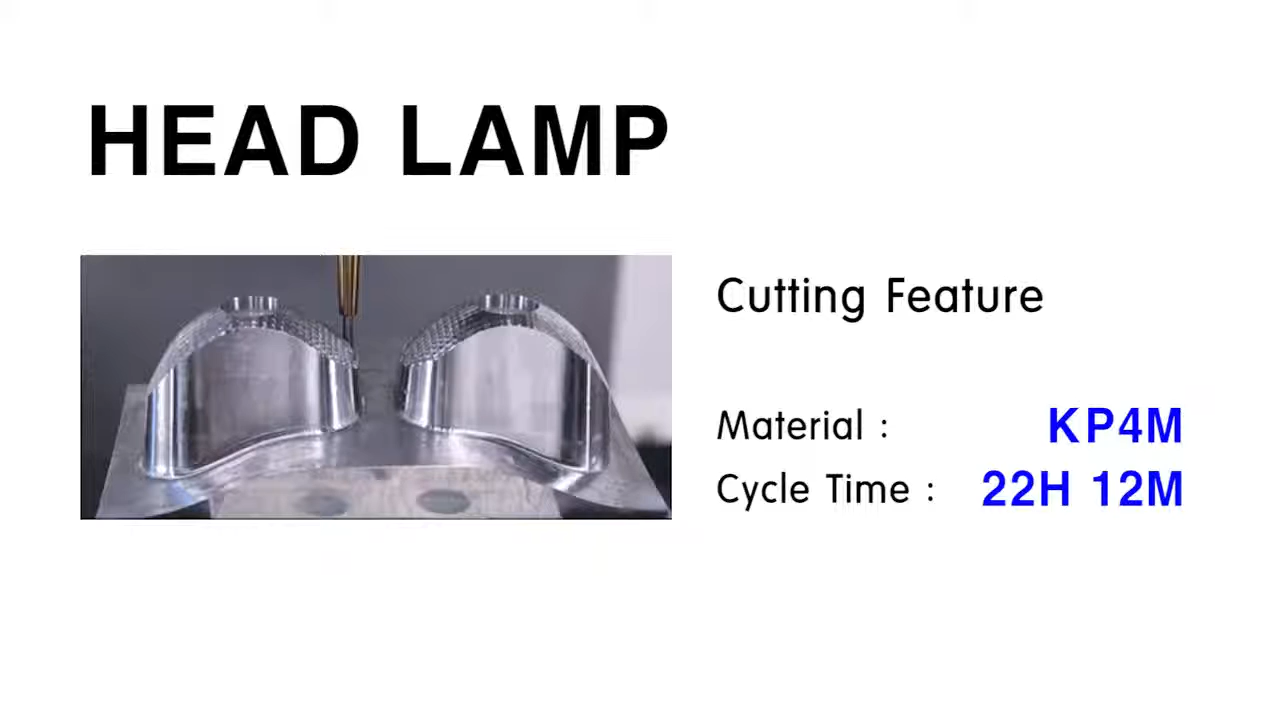 HEAD LAMP
Cutting Feature
Material : KP4M
Cycle Time : 22H 12M